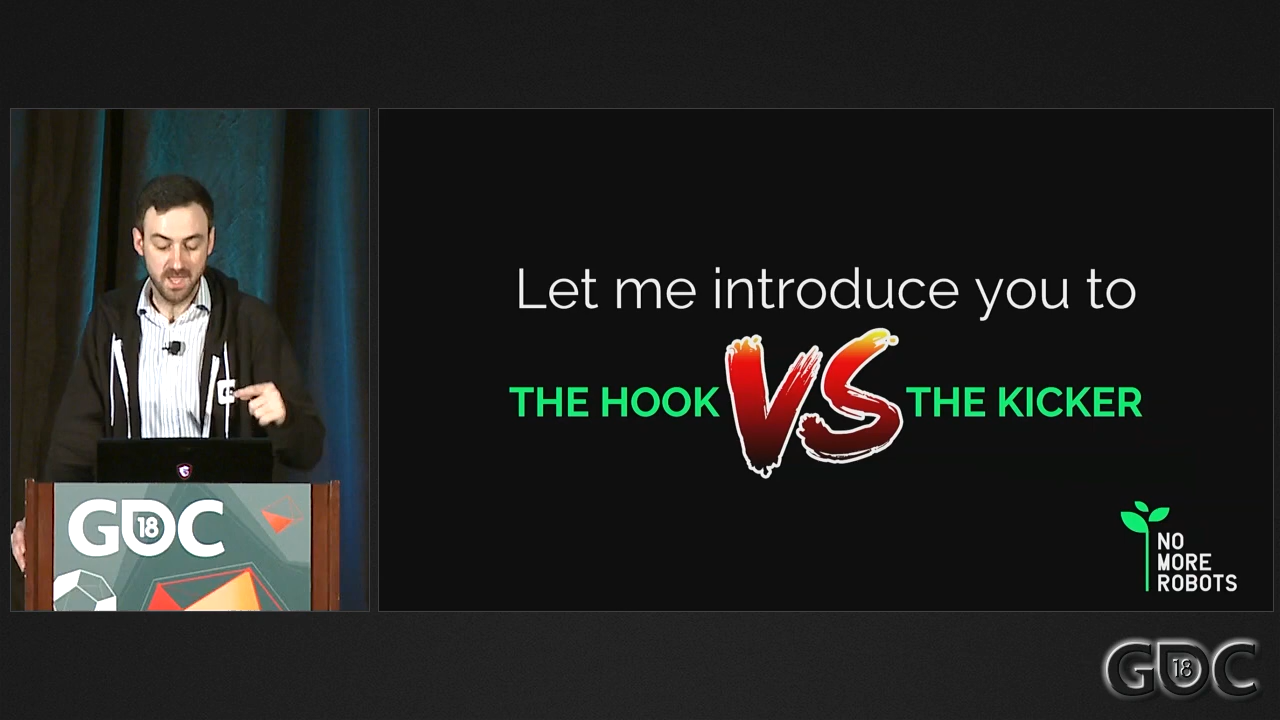 Let me introduce you to
THE HOOK VS THE KICKER
NO
MORE
ROBOTS
GDC
18
GDC
18